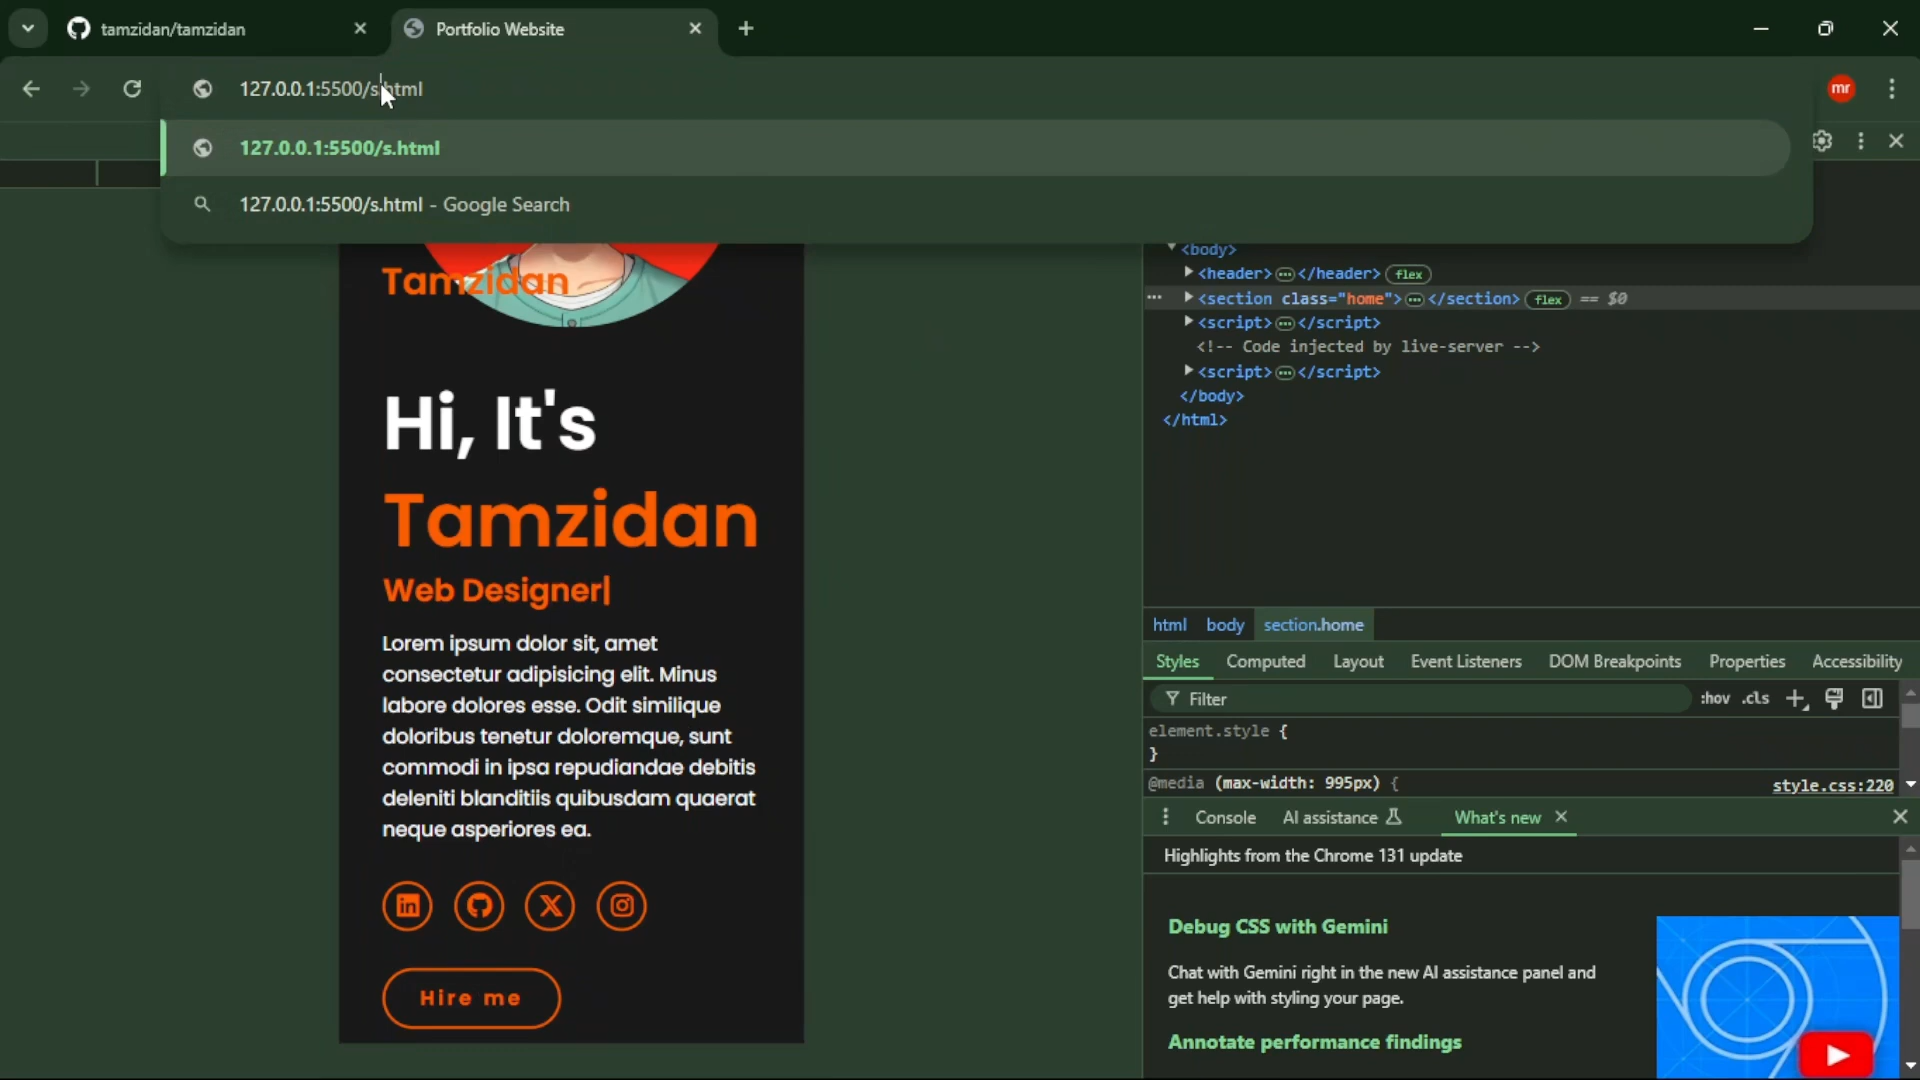 tamzidan/tamzidan
Portfolio Website
127.0.0.1:5500/s.html
mr
127.0.0.1:5500/s.html
127.0.0.1:5500/s.html - Google Search
Tamzidan
Hi, It's
Tamzidan
Web Designer|
Lorem ipsum dolor sit, amet
consectetur adipisicing elit. Minus
labore dolores esse. Odit similique
doloribus tenetur doloremque, sunt
commodi in ipsa repudiandae debitis
deleniti blanditiis quibusdam quaerat
neque asperiores ea.
in
X
Hire me
<body>
<header> … </header> flex
… <section class="home"> … </section> flex == $0
<script> … </script>
<!-- Code injected by live-server -->
<script> … </script>
</body>
</html>
html body section.home
Styles Computed Layout Event Listeners DOM Breakpoints Properties Accessibility
Filter :hov .cls
element.style {
}
@media (max-width: 995px) { style.css:220
Console AI assistance What's new
Highlights from the Chrome 131 update
Debug CSS with Gemini
Chat with Gemini right in the new AI assistance panel and
get help with styling your page.
Annotate performance findings